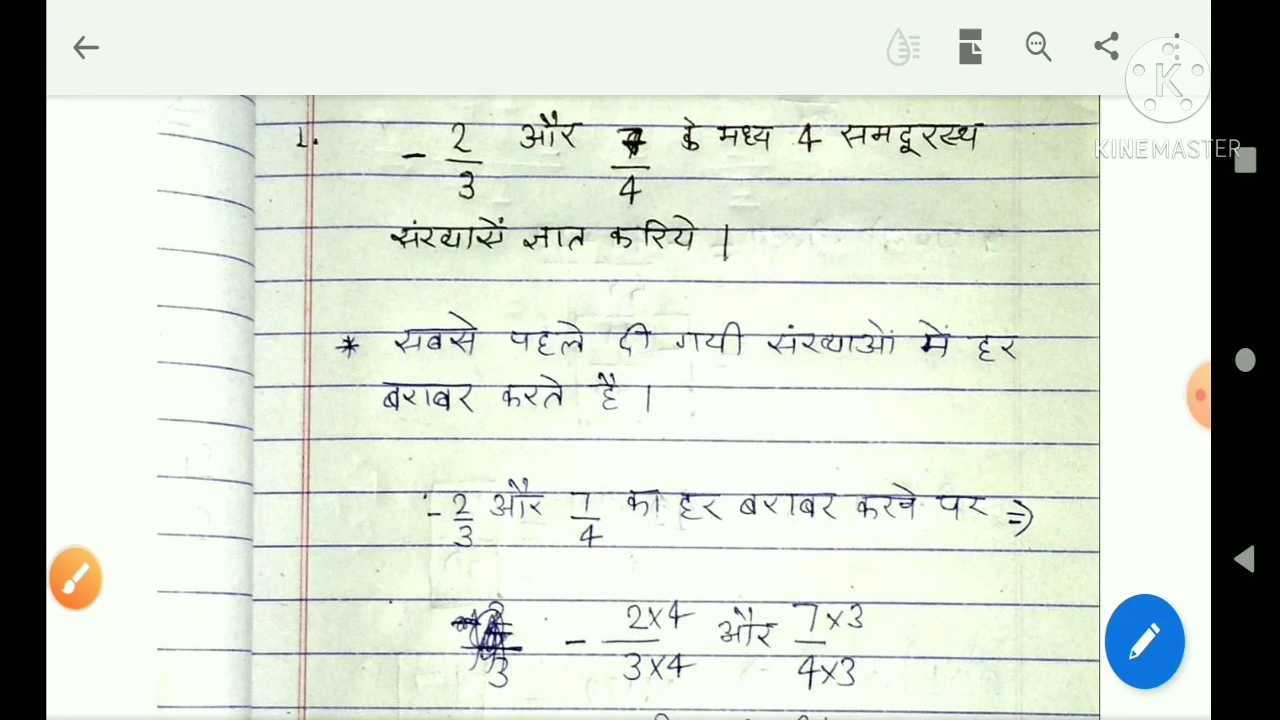 KINEMASTER
1. - 2/3 और 7/4 के मध्य 4 समदूरस्थ
संख्यासें ज्ञात करिये ।
* सबसे पहले दी गयी संख्याओं में हर
बराबर करते है ।
- 2/3 और 7/4 का हर बराबर करने पर ⇒
- 2×4/3×4 और 7×3/4×3